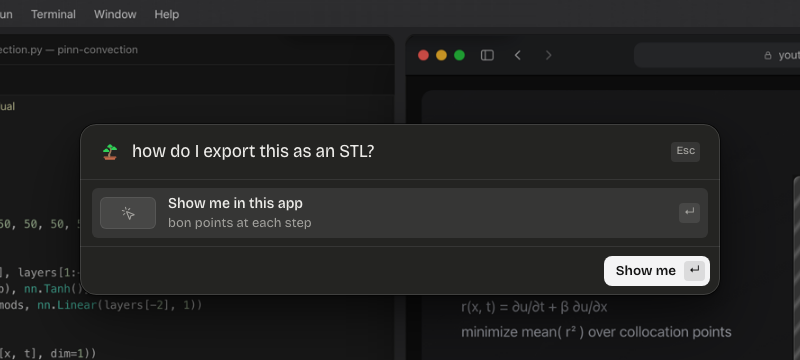 un Terminal Window Help
ection.py — pinn-convection
yout
ual
how do I export this as an STL?
Esc
Show me in this app
bon points at each step
50, 50, 50, 5
], layers[1:-
Show me
o), nn.Tanh()
mods, nn.Linear(layers[-2], 1))
r(x, t) = ∂u/∂t + β ∂u/∂x
minimize mean( r² ) over collocation points
[x, t], dim=1))